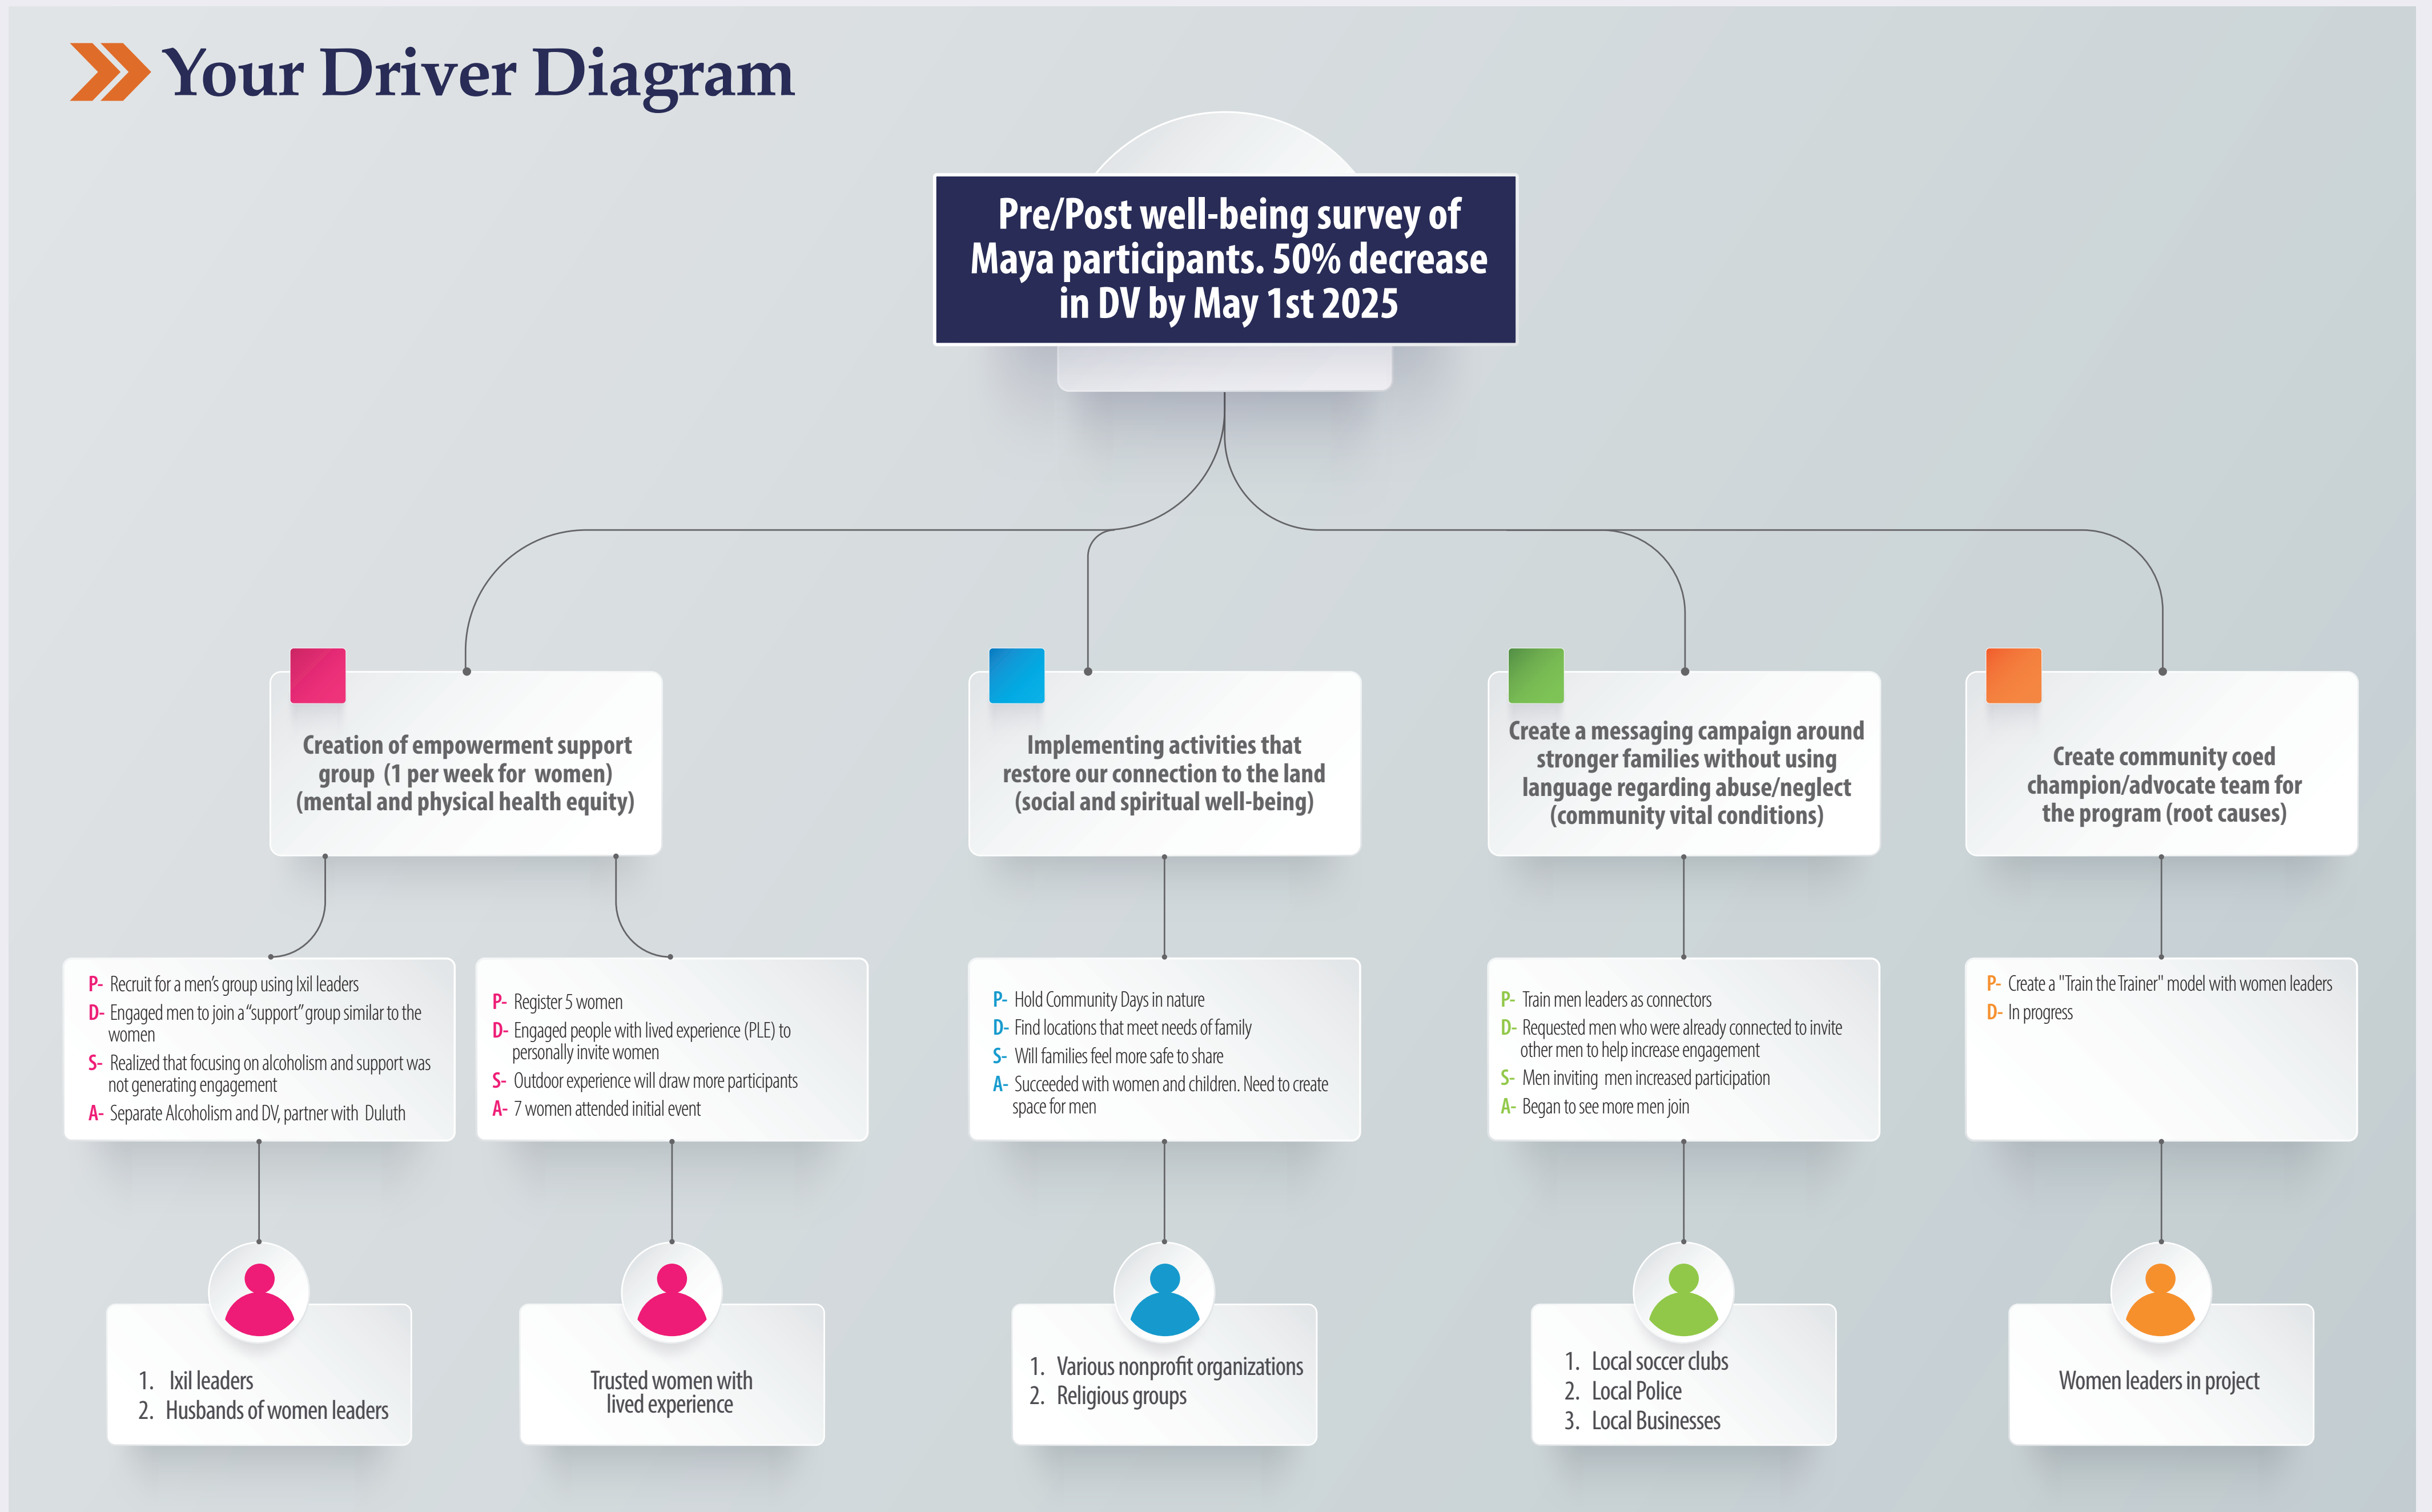 Your Driver Diagram
Pre/Post well-being survey of
Maya participants. 50% decrease
in DV by May 1st 2025
Creation of empowerment support
group (1 per week for women)
(mental and physical health equity)
Implementing activities that
restore our connection to the land
(social and spiritual well-being)
Create a messaging campaign around
stronger families without using
language regarding abuse/neglect
(community vital conditions)
Create community coed
champion/advocate team for
the program (root causes)
P- Recruit for a men’s group using Ixil leaders
D- Engaged men to join a “support” group similar to the
women
S- Realized that focusing on alcoholism and support was
not generating engagement
A- Separate Alcoholism and DV, partner with Duluth
P- Register 5 women
D- Engaged people with lived experience (PLE) to
personally invite women
S- Outdoor experience will draw more participants
A- 7 women attended initial event
P- Hold Community Days in nature
D- Find locations that meet needs of family
S- Will families feel more safe to share
A- Succeeded with women and children. Need to create
space for men
P- Train men leaders as connectors
D- Requested men who were already connected to invite
other men to help increase engagement
S- Men inviting men increased participation
A- Began to see more men join
P- Create a "Train the Trainer" model with women leaders
D- In progress
1. Ixil leaders
2. Husbands of women leaders
Trusted women with
lived experience
1. Various nonprofit organizations
2. Religious groups
1. Local soccer clubs
2. Local Police
3. Local Businesses
Women leaders in project